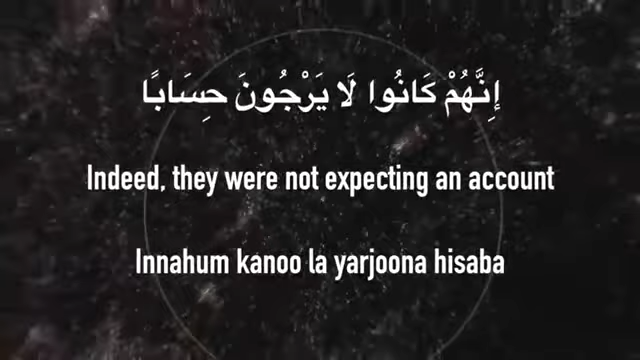 إِنَّهُمْ كَانُوا لَا يَرْجُونَ حِسَابًا
Indeed, they were not expecting an account
Innahum kanoo la yarjoona hisaba